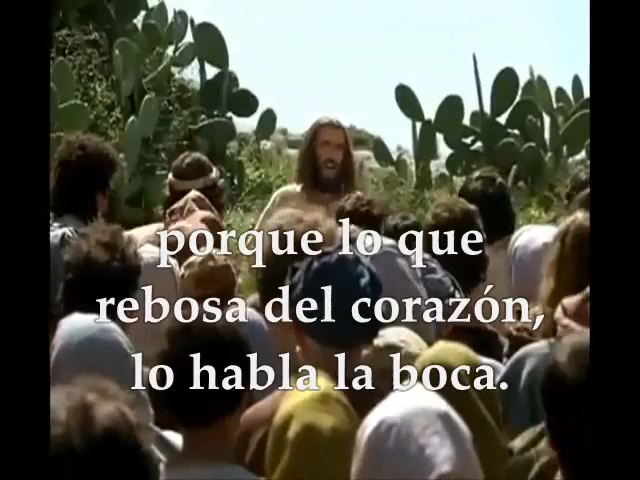 porque lo que
rebosa del corazón,
lo habla la boca.